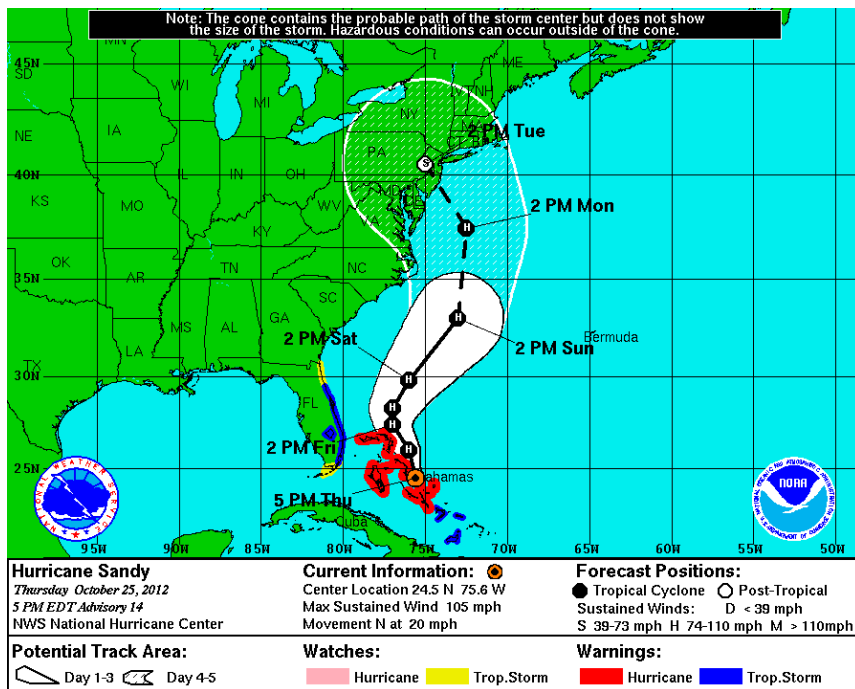 Note: The cone contains the probable path of the storm center but does not show
the size of the storm. Hazardous conditions can occur outside of the cone.
45N
40N
35N
30N
25N
SD
MN
WI
MI
NY
VT
NH
ME
MA
CT
NE
IA
PA
IL
IN
OH
MD
DE
KS
MO
WV
VA
KY
OK
AR
TN
NC
SC
MS
AL
GA
LA
TX
FL
2 PM Tue
S
2 PM Mon
H
2 PM Sun
H
Bermuda
2 PM Sat
H
H
2 PM Fri
H
H
5 PM Thu
Bahamas
Cuba
NATIONAL WEATHER SERVICE
NOAA
95W
90W
85W
80W
75W
70W
65W
60W
55W
50W
Hurricane Sandy
Thursday October 25, 2012
5 PM EDT Advisory 14
NWS National Hurricane Center
Current Information:
Center Location 24.5 N 75.6 W
Max Sustained Wind 105 mph
Movement N at 20 mph
Forecast Positions:
Tropical Cyclone Post-Tropical
Sustained Winds: D < 39 mph
S 39-73 mph H 74-110 mph M > 110mph
Potential Track Area:
Day 1-3 Day 4-5
Watches:
Hurricane Trop.Storm
Warnings:
Hurricane Trop.Storm